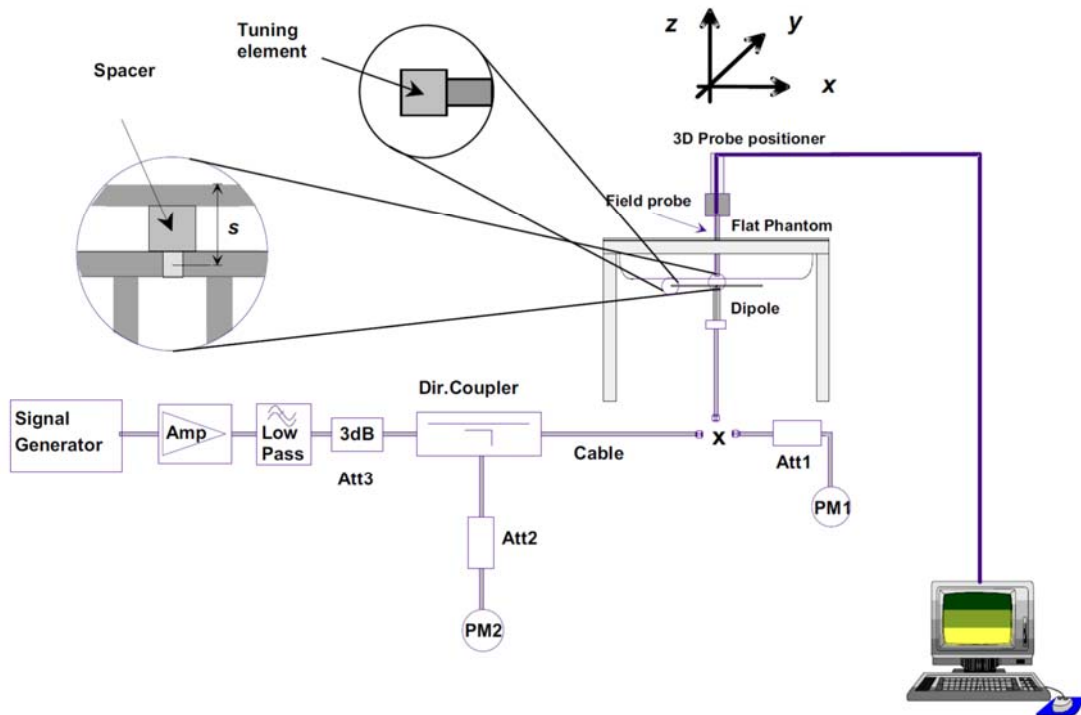 Tuning
element
Spacer
z
y
x
3D Probe positioner
Field probe
Flat Phantom
s
Dipole
Dir.Coupler
Signal
Generator
Amp
Low
Pass
3dB
Att3
Cable
x
Att1
PM1
Att2
PM2